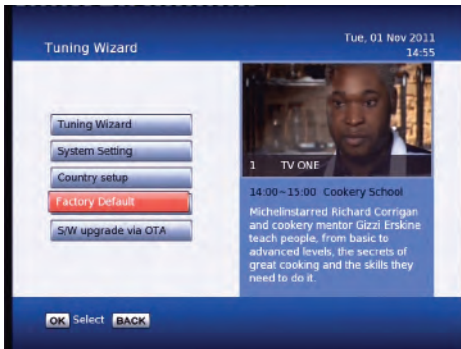 Tuning Wizard
Tue, 01 Nov 2011
14:55
Tuning Wizard
System Setting
Country setup
Factory Default
S/W upgrade via OTA
1 TV ONE
14:00~15:00 Cookery School
Michelinstarred Richard Corrigan
and cookery mentor Gizzi Erskine
teach people, from basic to
advanced levels, the secrets of
great cooking and the skills they
need to do it.
OK Select BACK